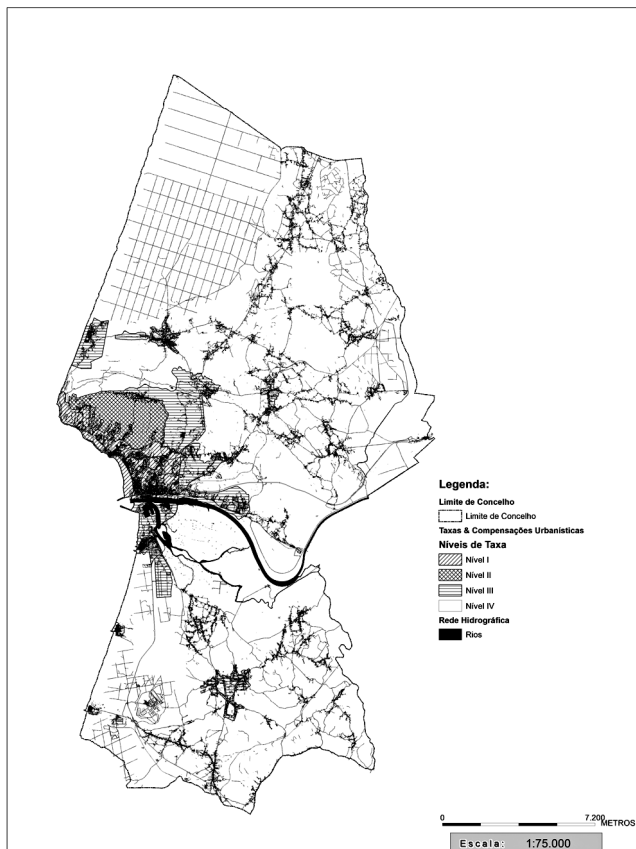 Legenda:
Limite de Concelho
Limite de Concelho
Taxas & Compensações Urbanísticas
Níveis de Taxa
Nível I
Nível II
Nível III
Nível IV
Rede Hidrográfica
Rios
0 7.200
METROS
Escala: 1:75.000